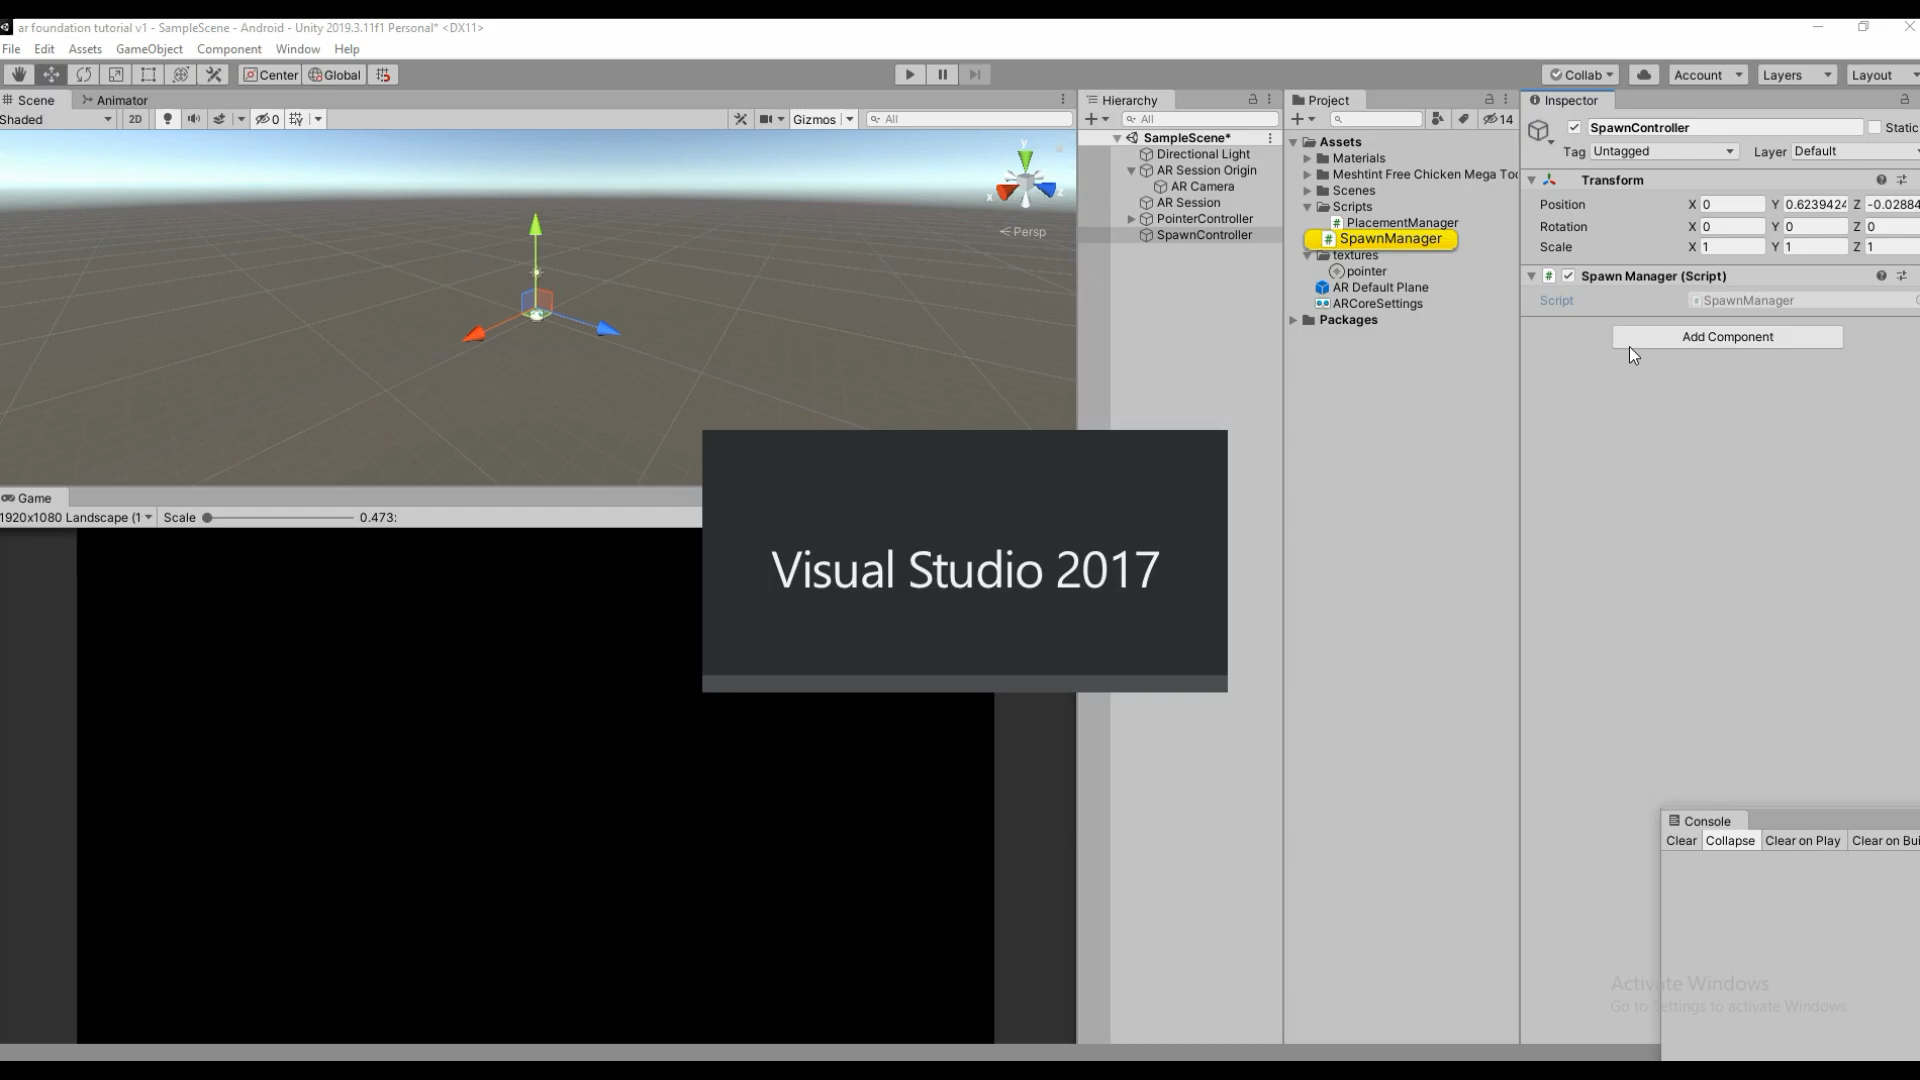 ar foundation tutorial v1 - SampleScene - Android - Unity 2019.3.11f1 Personal* <DX11>
File Edit Assets GameObject Component Window Help
Center Global Collab Account Layers Layout
Scene Animator
Shaded 2D 0 Gizmos All
Persp
Game
1920x1080 Landscape (1 Scale 0.473:
Hierarchy
All
SampleScene*
Directional Light
AR Session Origin
AR Camera
AR Session
PointerController
SpawnController
Project
14
Assets
Materials
Meshtint Free Chicken Mega Too
Scenes
Scripts
PlacementManager
SpawnManager
textures
pointer
AR Default Plane
ARCoreSettings
Packages
Inspector
SpawnController Static
Tag Untagged Layer Default
Transform
Position X 0 Y 0.6239424 Z -0.02884
Rotation X 0 Y 0 Z 0
Scale X 1 Y 1 Z 1
Spawn Manager (Script)
Script SpawnManager
Add Component
Visual Studio 2017
Console
Clear Collapse Clear on Play Clear on Bui
Activate Windows
Go to Settings to activate Windows.